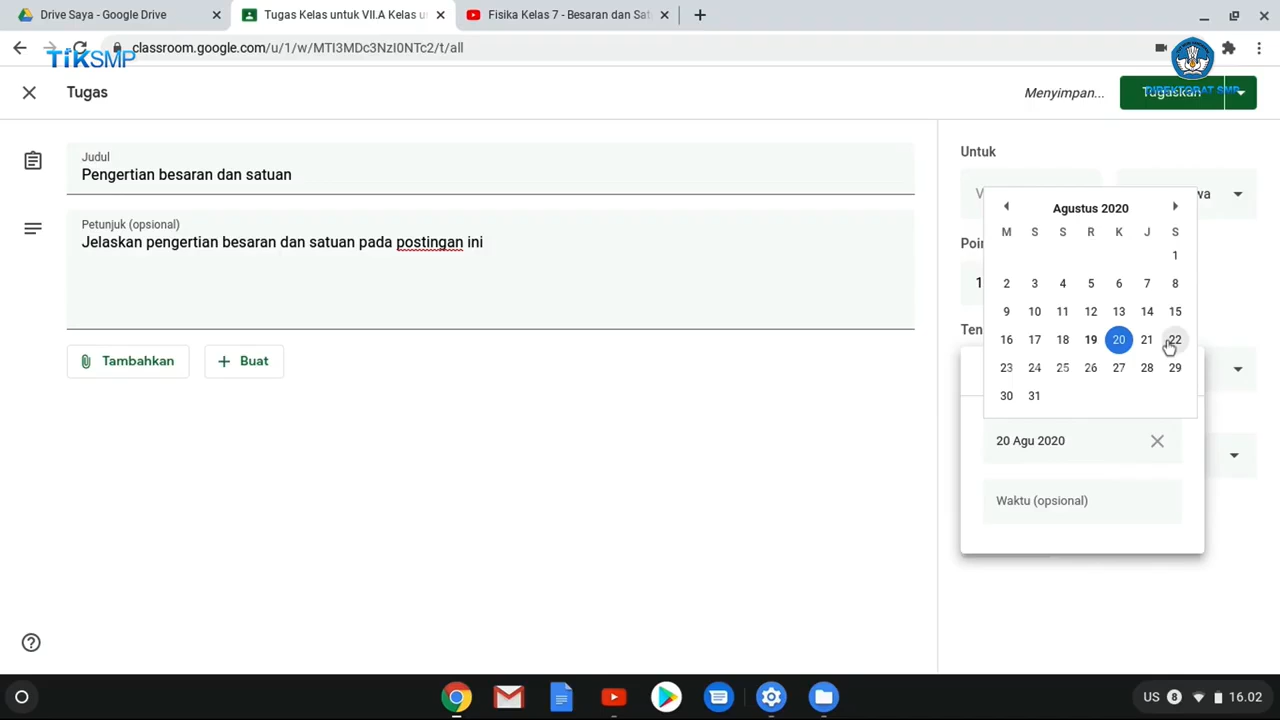 Drive Saya - Google Drive
Tugas Kelas untuk VII.A Kelas u
Fisika Kelas 7 - Besaran dan Sat
classroom.google.com/u/1/w/MTI3MDc3NzI0NTc2/t/all
TIKSMP
DIREKTORAT SMP
Tugas
Menyimpan...
Tugaskan
Judul
Pengertian besaran dan satuan
Petunjuk (opsional)
Jelaskan pengertian besaran dan satuan pada postingan ini
Tambahkan
Buat
Untuk
Agustus 2020
M S S R K J S
1
2 3 4 5 6 7 8
9 10 11 12 13 14 15
16 17 18 19 20 21 22
23 24 25 26 27 28 29
30 31
20 Agu 2020
Waktu (opsional)
US 8 16.02